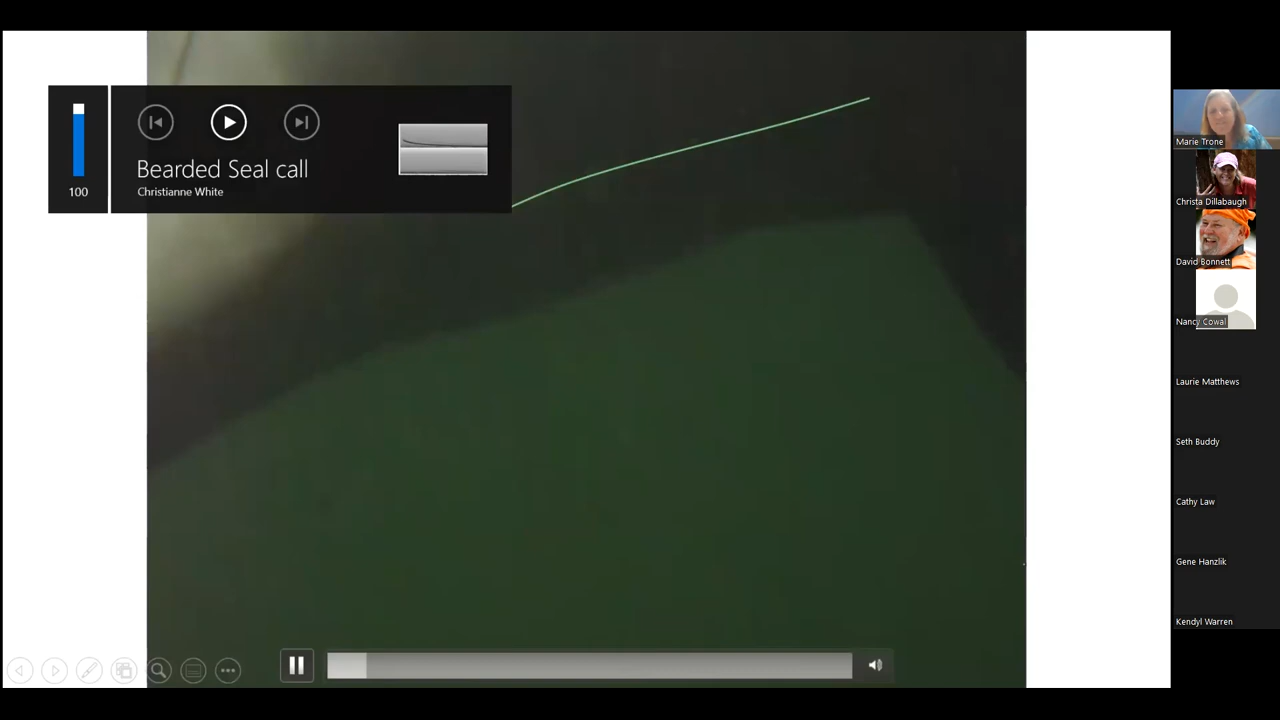 100
Bearded Seal call
Christianne White
Marie Trone
Christa Dillabaugh
David Bonnett
Nancy Cowal
Laurie Matthews
Seth Buddy
Cathy Law
Gene Hanzlik
Kendyl Warren